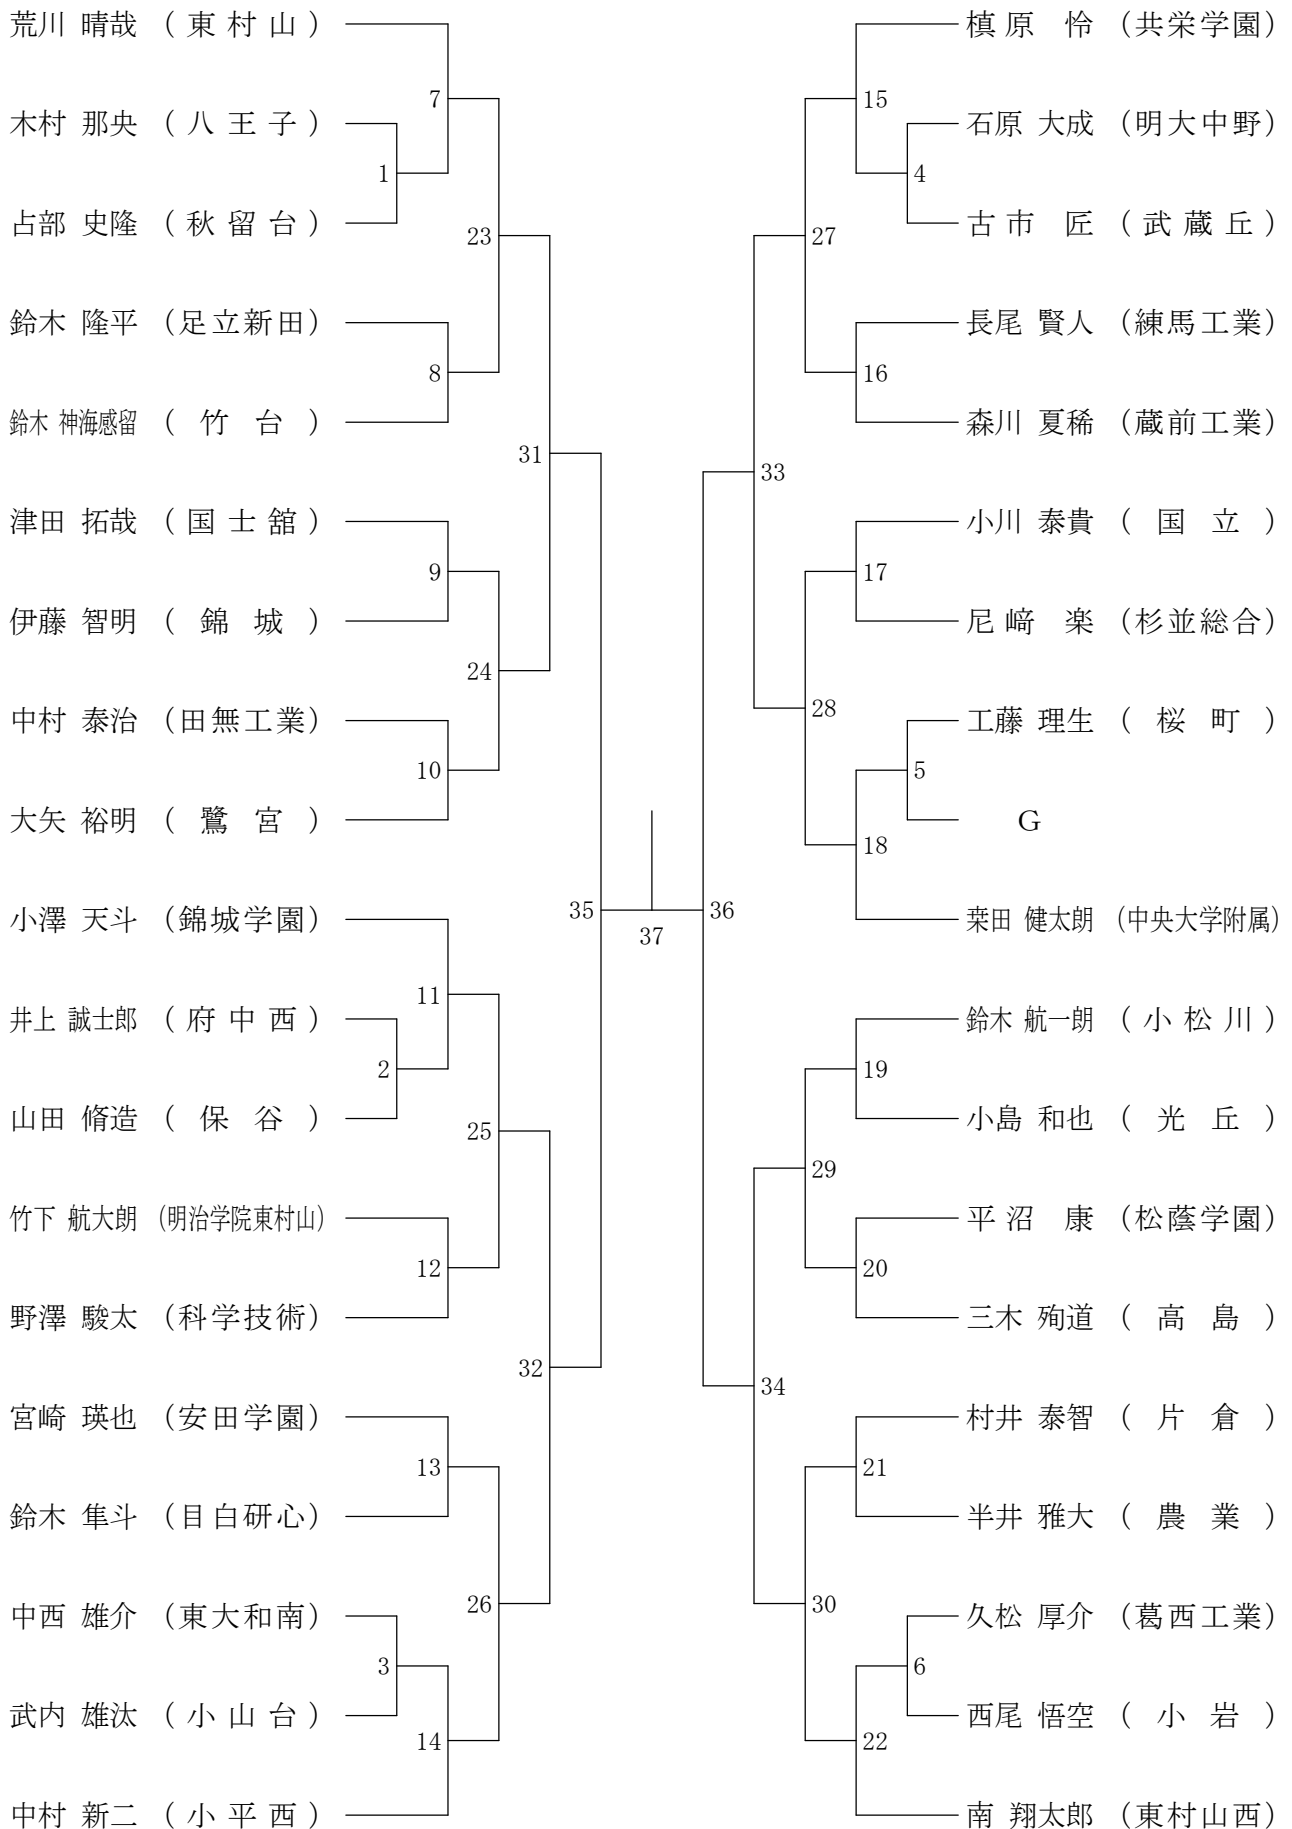 荒川 晴哉 (東村山)
木村 那央 (八王子)
占部 史隆 (秋留台)
鈴木 隆平 (足立新田)
鈴木 神海感留 (竹台)
津田 拓哉 (国士舘)
伊藤 智明 (錦城)
中村 泰治 (田無工業)
大矢 裕明 (鷺宮)
小澤 天斗 (錦城学園)
井上 誠士郎 (府中西)
山田 脩造 (保谷)
竹下 航大朗 (明治学院東村山)
野澤 駿太 (科学技術)
宮崎 瑛也 (安田学園)
鈴木 隼斗 (目白研心)
中西 雄介 (東大和南)
武内 雄汰 (小山台)
中村 新二 (小平西)
1
2
3
7
8
9
10
11
12
13
14
23
24
25
26
31
32
35
37
36
33
34
27
28
29
30
15
16
17
18
19
20
21
22
4
5
6
槙原 怜 (共栄学園)
石原 大成 (明大中野)
古市 匠 (武蔵丘)
長尾 賢人 (練馬工業)
森川 夏稀 (蔵前工業)
小川 泰貴 (国立)
尼﨑 楽 (杉並総合)
工藤 理生 (桜町)
G
桒田 健太朗 (中央大学附属)
鈴木 航一朗 (小松川)
小島 和也 (光丘)
平沼 康 (松蔭学園)
三木 殉道 (高島)
村井 泰智 (片倉)
半井 雅大 (農業)
久松 厚介 (葛西工業)
西尾 悟空 (小岩)
南 翔太郎 (東村山西)